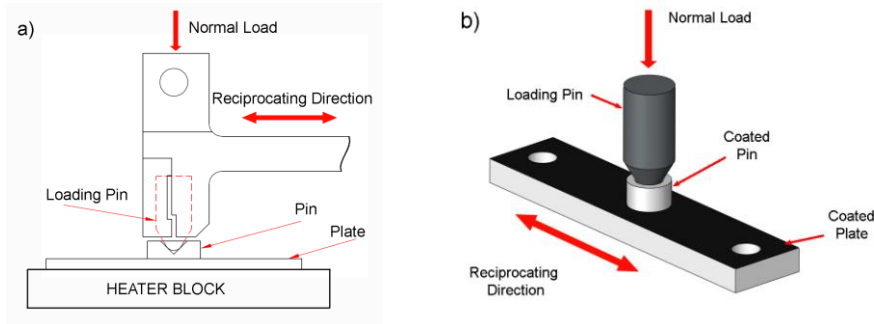 a)
Normal Load
Reciprocating Direction
Loading Pin
Pin
Plate
HEATER BLOCK
b)
Normal Load
Loading Pin
Coated
Pin
Coated
Plate
Reciprocating
Direction